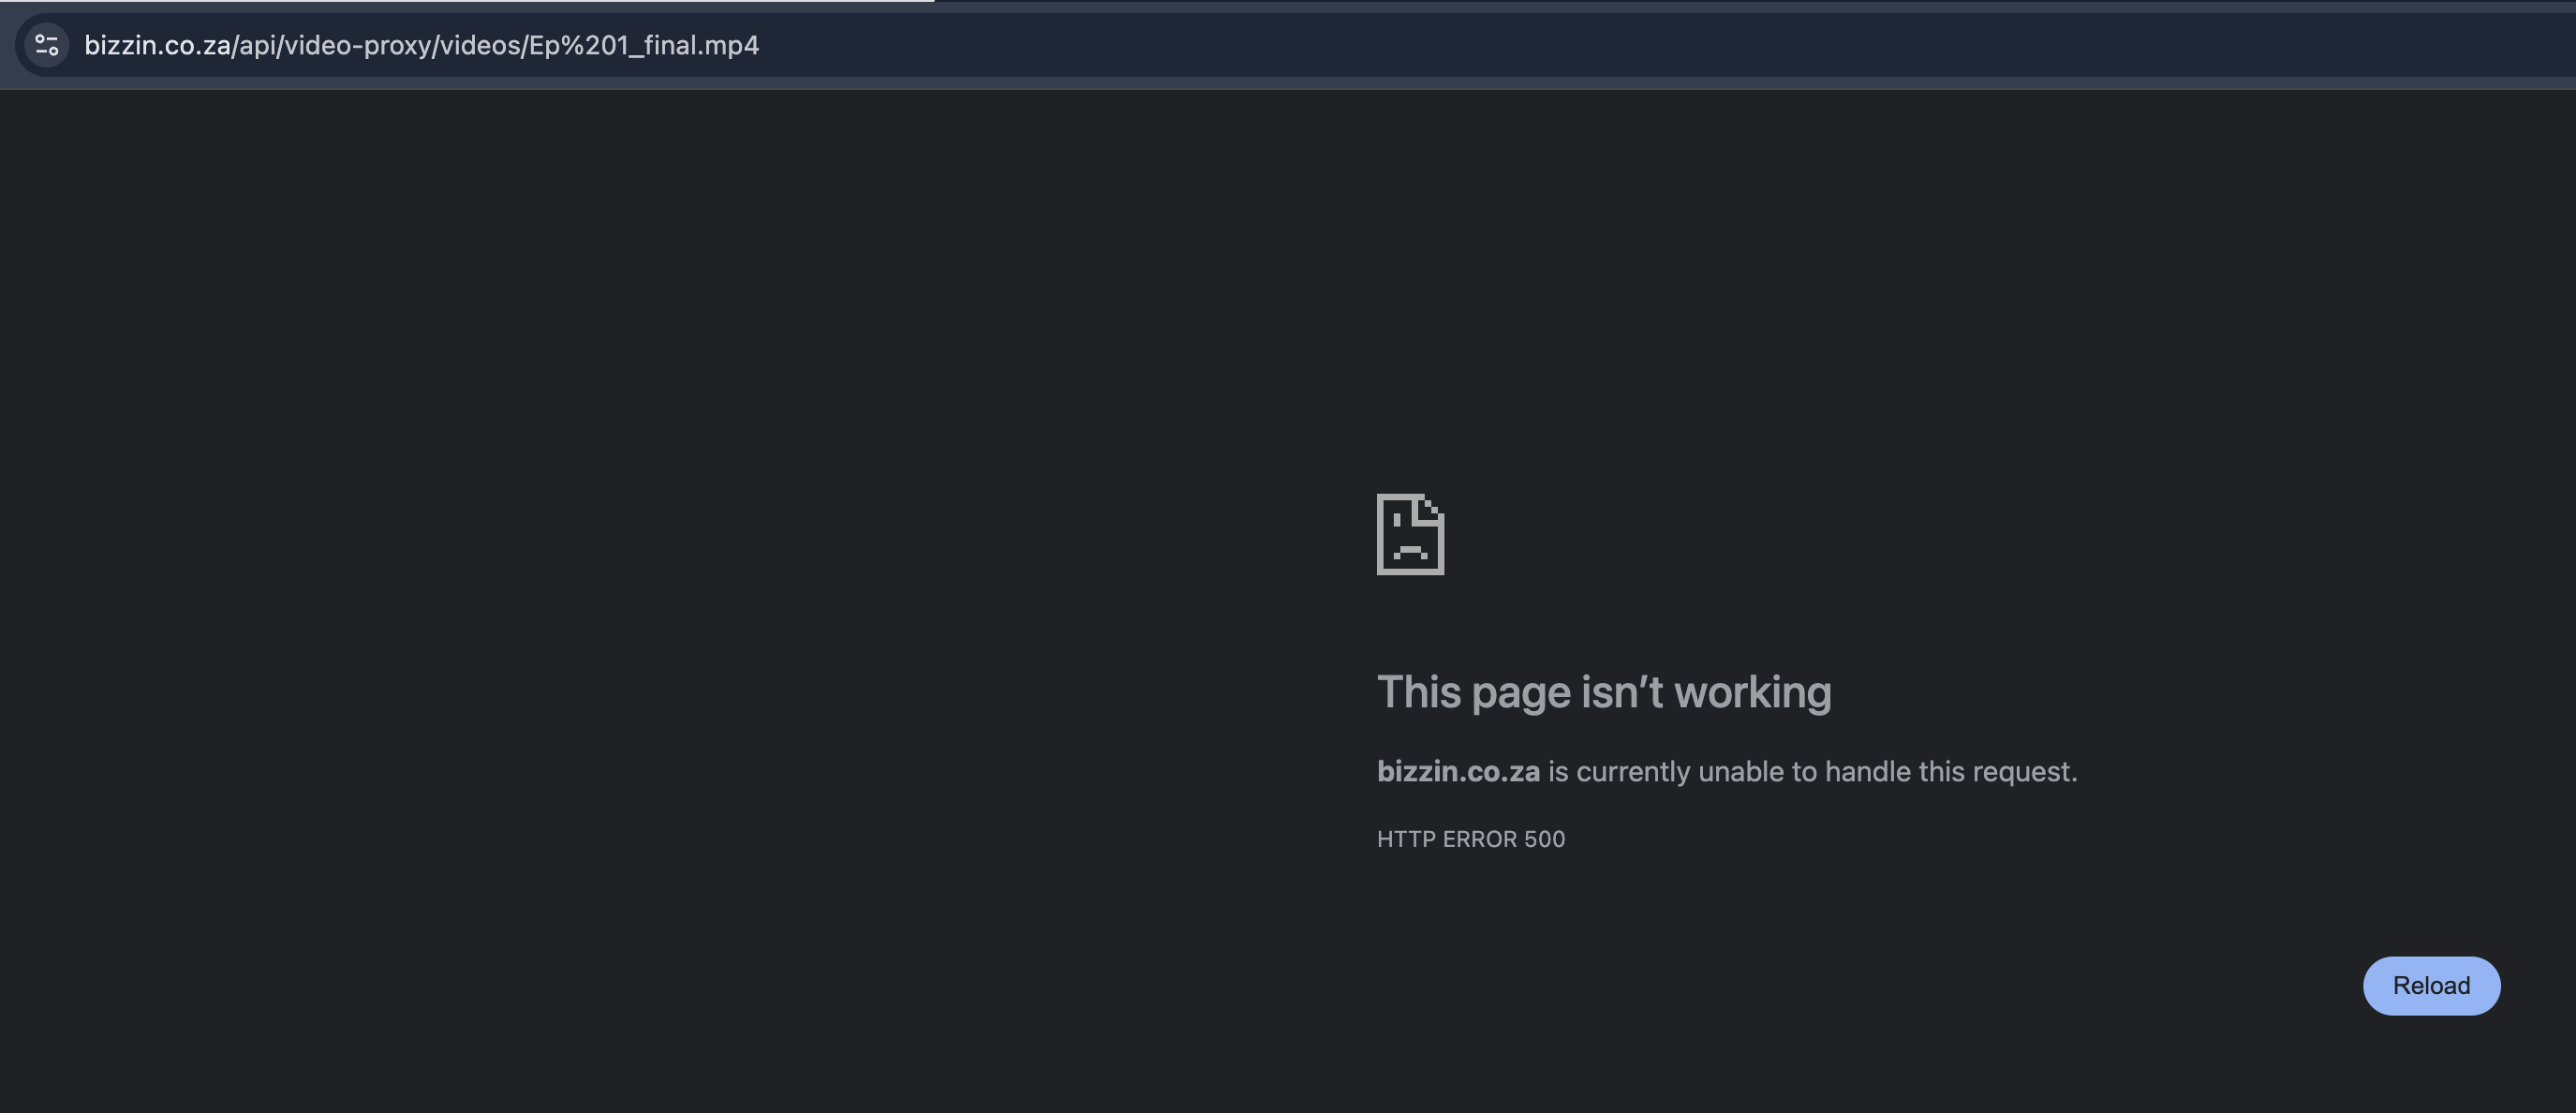 bizzin.co.za/api/video-proxy/videos/Ep%201_final.mp4
This page isn’t working
bizzin.co.za is currently unable to handle this request.
HTTP ERROR 500
Reload